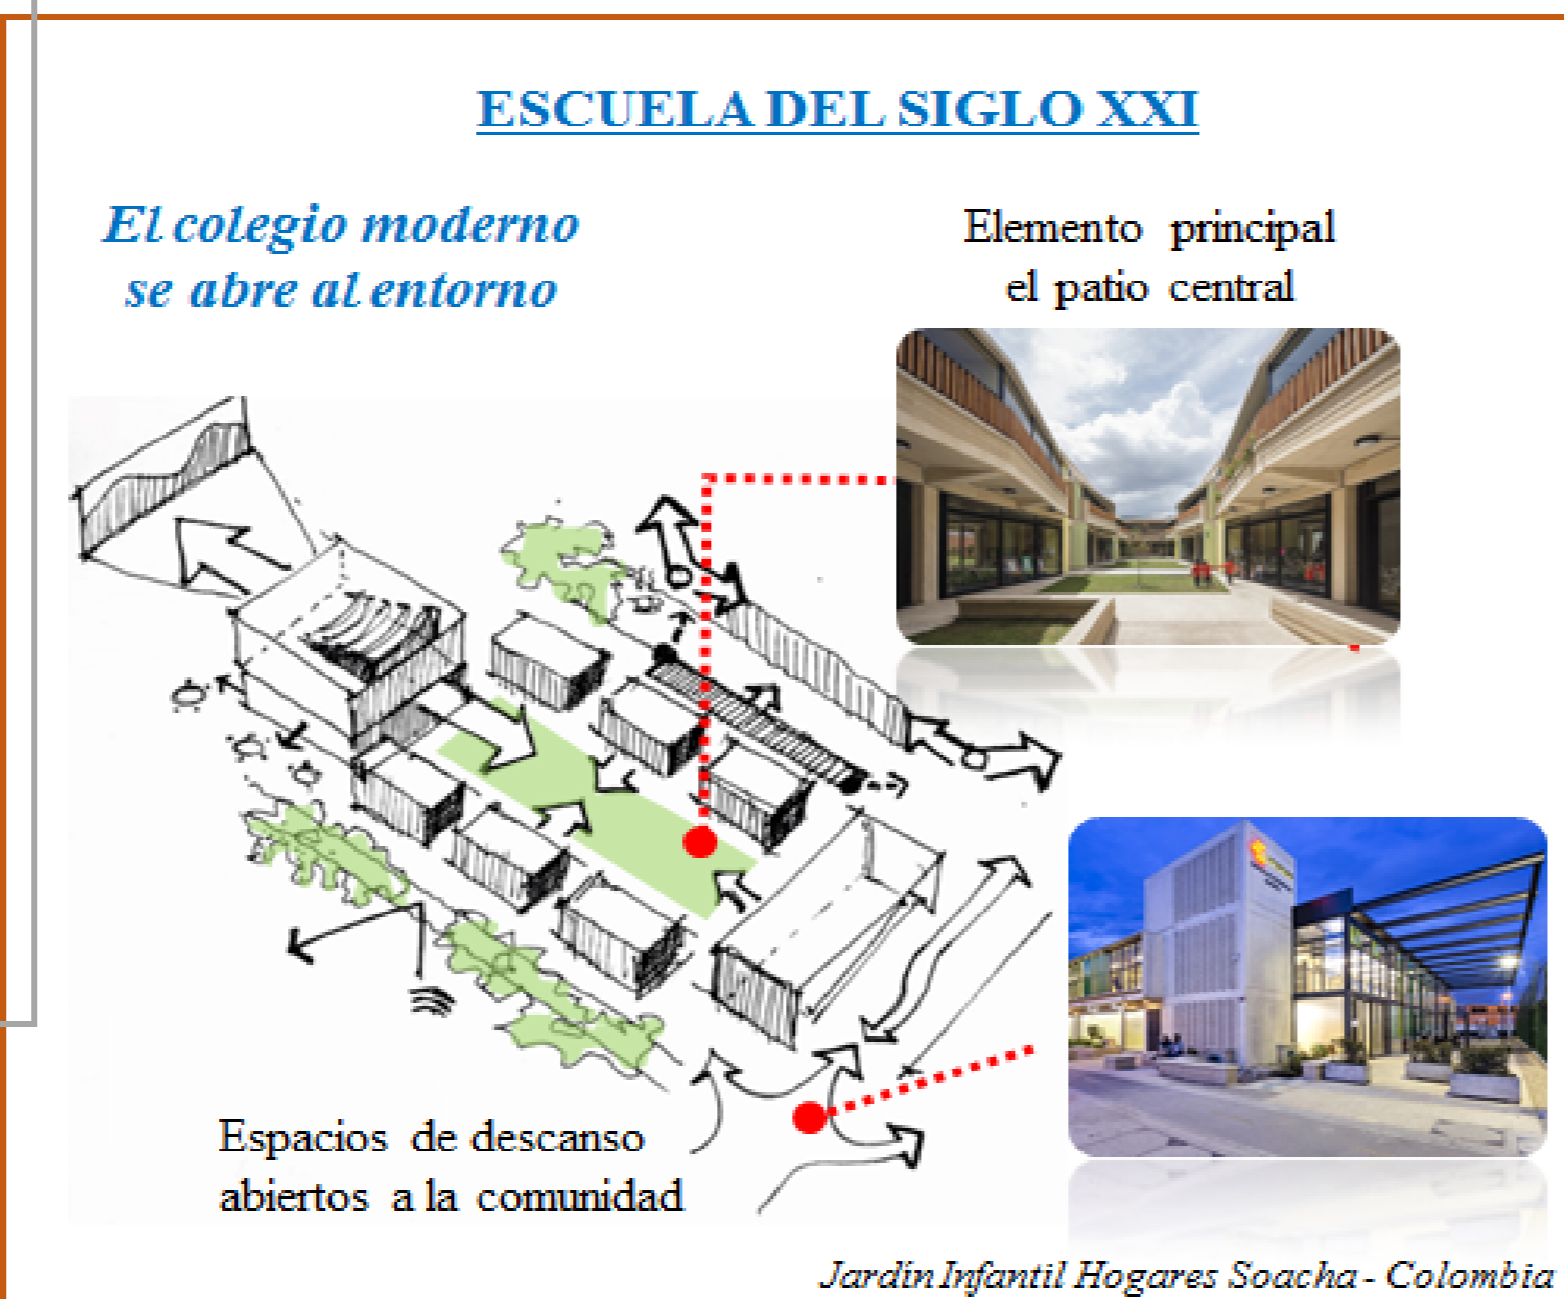 ESCUELA DEL SIGLO XXI
El colegio moderno
se abre al entorno
Elemento principal
el patio central
Espacios de descanso
abiertos a la comunidad
Jardín Infantil Hogares Soacha - Colombia